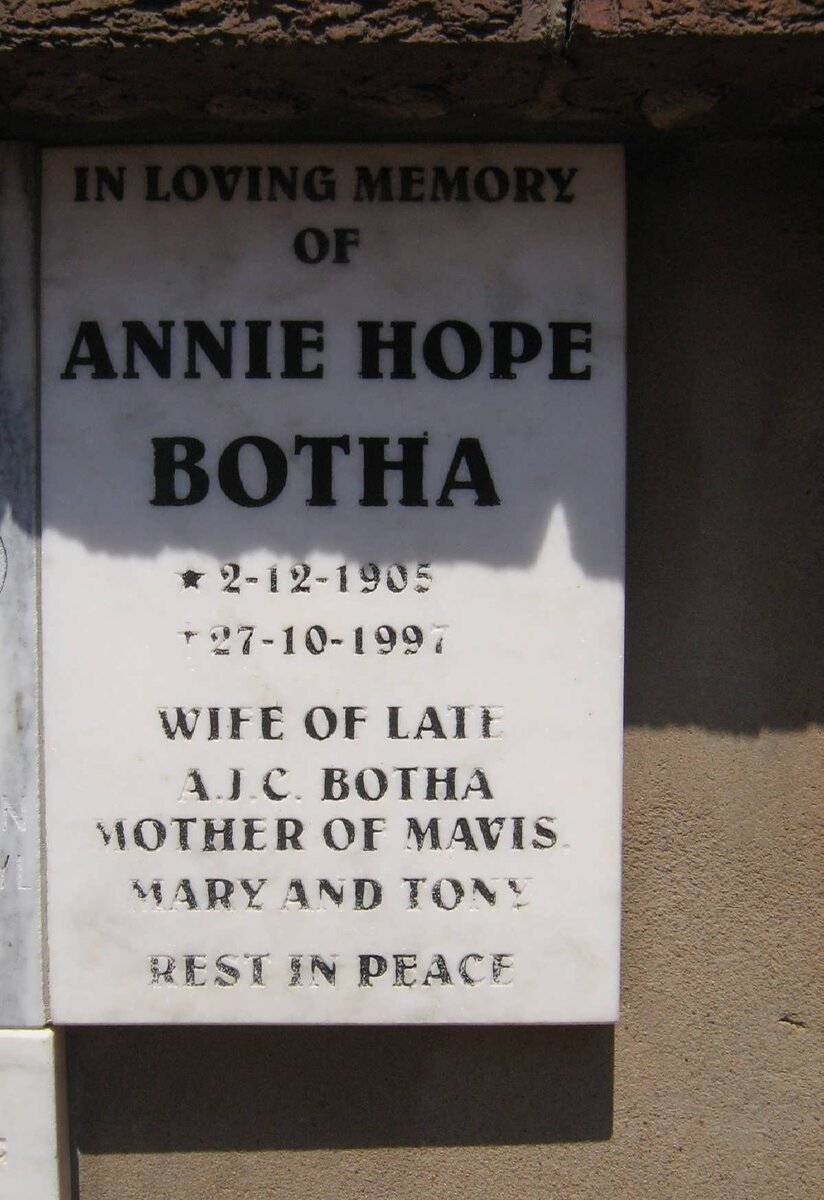 IN LOVING MEMORY
OF
ANNIE HOPE
BOTHA
★ 2-12-1905
† 27-10-1997
WIFE OF LATE
A.J.C. BOTHA
MOTHER OF MAVIS.
MARY AND TONY
REST IN PEACE